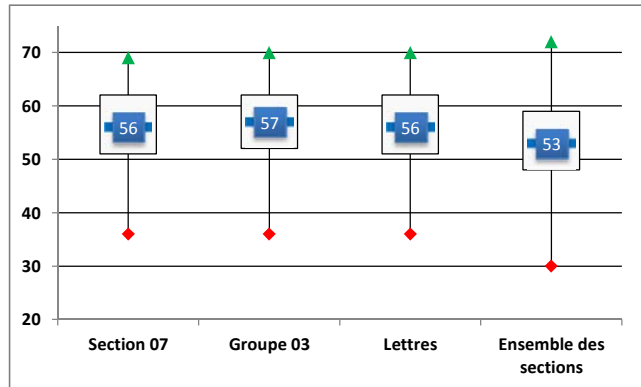 70
60
50
40
30
20
56
57
56
53
Section 07
Groupe 03
Lettres
Ensemble des
sections